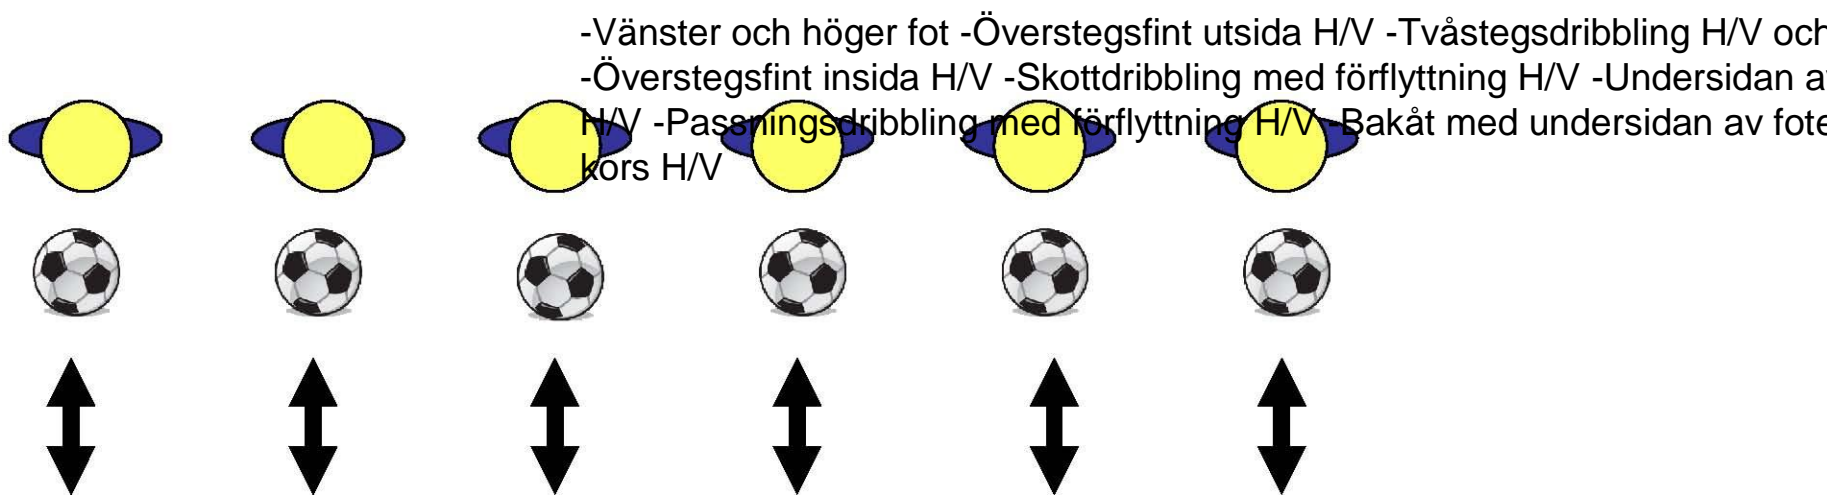 -Vänster och höger fot -Överstegsfint utsida H/V -Tvåstegsdribbling H/V och
-Överstegsfint insida H/V -Skottdribbling med förflyttning H/V -Undersidan av
H/V -Passningsdribbling med förflyttning H/V -Bakåt med undersidan av fote
kors H/V